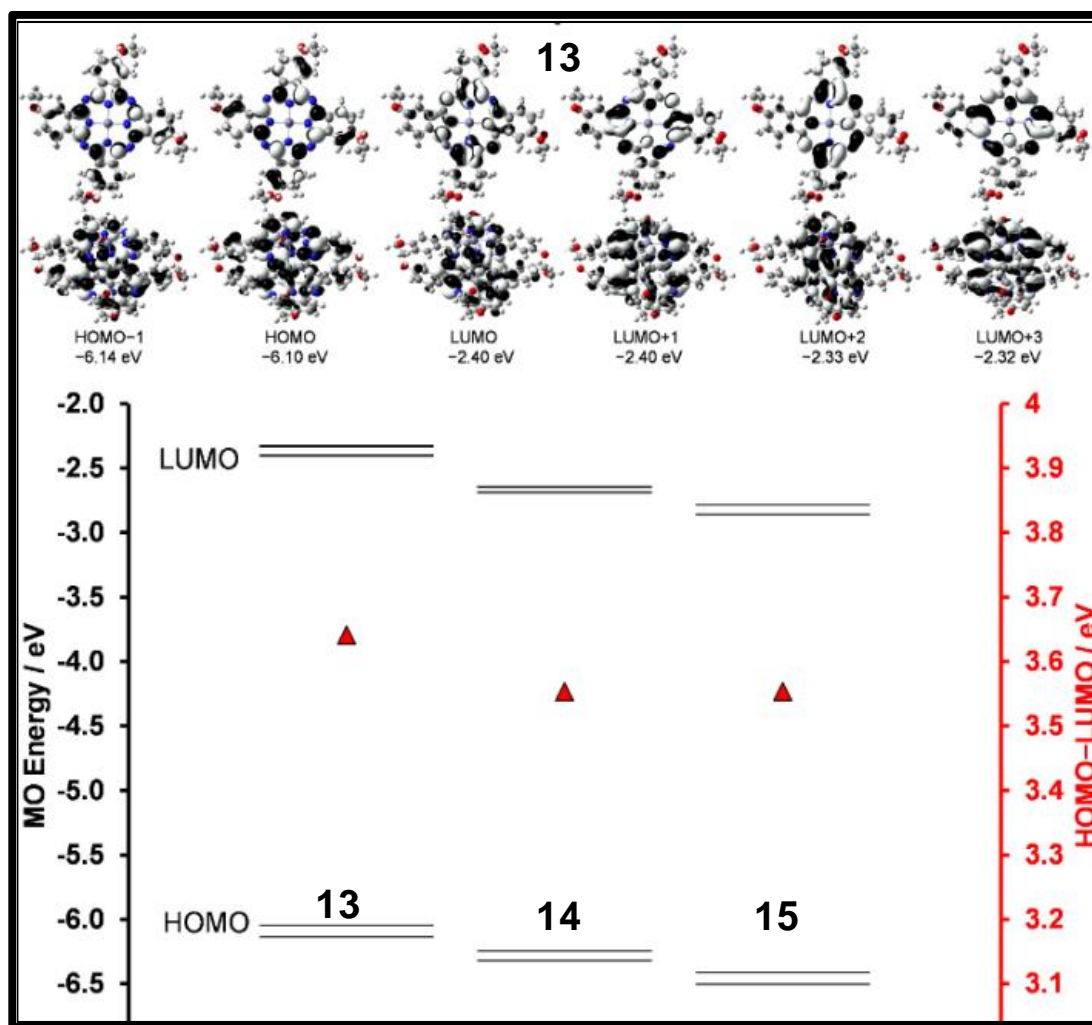 13
HOMO−1
−6.14 eV
HOMO
−6.10 eV
LUMO
−2.40 eV
LUMO+1
−2.40 eV
LUMO+2
−2.33 eV
LUMO+3
−2.32 eV
MO Energy / eV
-2.0
-2.5
-3.0
-3.5
-4.0
-4.5
-5.0
-5.5
-6.0
-6.5
LUMO
HOMO
13
14
15
4
3.9
3.8
3.7
3.6
3.5
3.4
3.3
3.2
3.1
HOMO−LUMO / eV